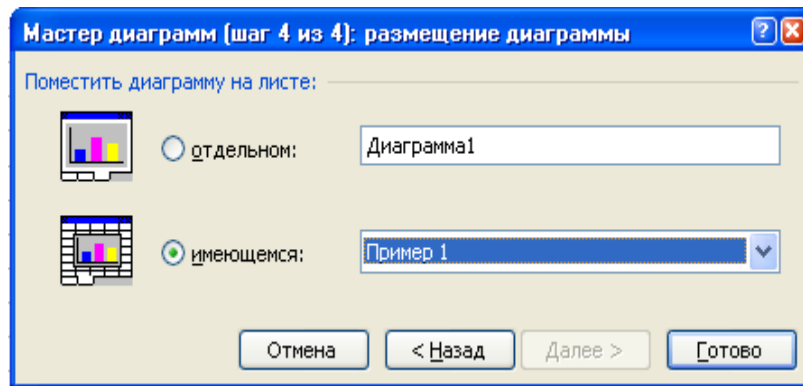 Мастер диаграмм (шаг 4 из 4): размещение диаграммы
Поместить диаграмму на листе:
отдельном:
Диаграмма1
имеющемся:
Пример 1
Отмена
< Назад
Далее >
Готово